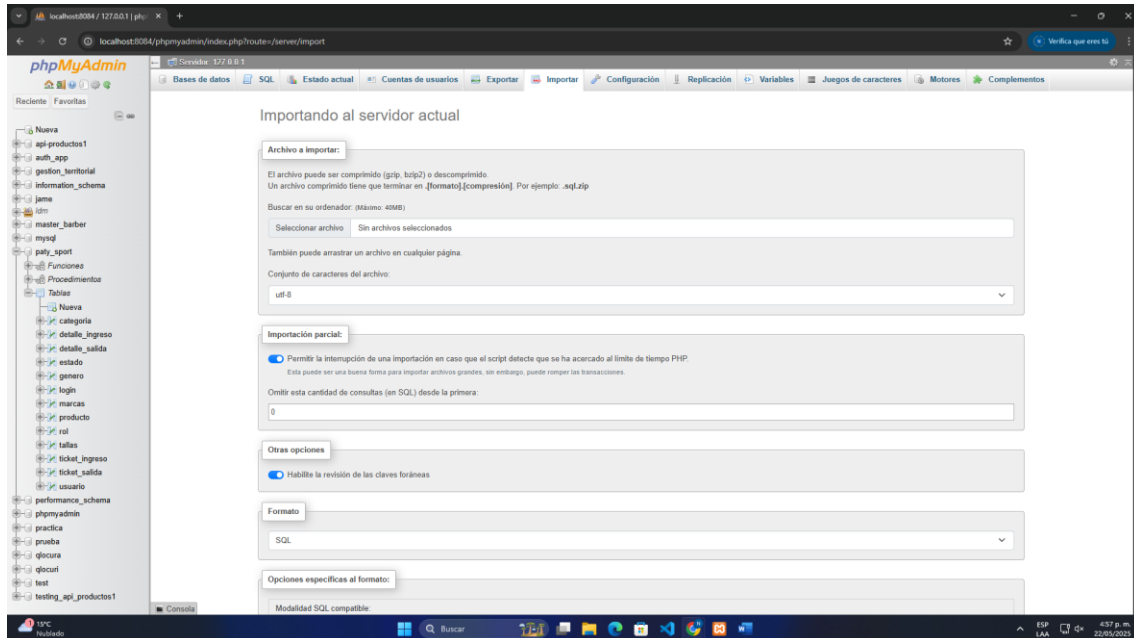 localhost:8084 / 127.0.0.1 | php
localhost:8084/phpmyadmin/index.php?route=/server/import
Verifica que eres tú
phpMyAdmin
Servidor: 127.0.0.1
Bases de datos SQL Estado actual Cuentas de usuarios Exportar Importar Configuración Replicación Variables Juegos de caracteres Motores Complementos
Reciente Favoritas
Nueva
api-productos1
auth_app
gestion_territorial
information_schema
jame
ldm
master_barber
mysql
paty_sport
Funciones
Procedimientos
Tablas
Nueva
categoria
detalle_ingreso
detalle_salida
estado
genero
login
marcas
producto
rol
tallas
ticket_ingreso
ticket_salida
usuario
performance_schema
phpmyadmin
practica
prueba
qlocura
qlocuri
test
testing_api_productos1
Importando al servidor actual
Archivo a importar:
El archivo puede ser comprimido (gzip, bzip2) o descomprimido.
Un archivo comprimido tiene que terminar en .[formato].[compresión]. Por ejemplo: .sql.zip
Buscar en su ordenador: (Máximo: 40MB)
Seleccionar archivo Sin archivos seleccionados
También puede arrastrar un archivo en cualquier página.
Conjunto de caracteres del archivo:
utf-8
Importación parcial:
Permitir la interrupción de una importación en caso que el script detecte que se ha acercado al límite de tiempo PHP.
Esta puede ser una buena forma para importar archivos grandes, sin embargo, puede romper las transacciones.
Omitir esta cantidad de consultas (en SQL) desde la primera:
0
Otras opciones
Habilite la revisión de las claves foráneas
Formato
SQL
Opciones específicas al formato:
Modalidad SQL compatible:
Consola
1
15°C
Nublado
Buscar
ESP
LAA
4:57 p. m.
22/05/2025